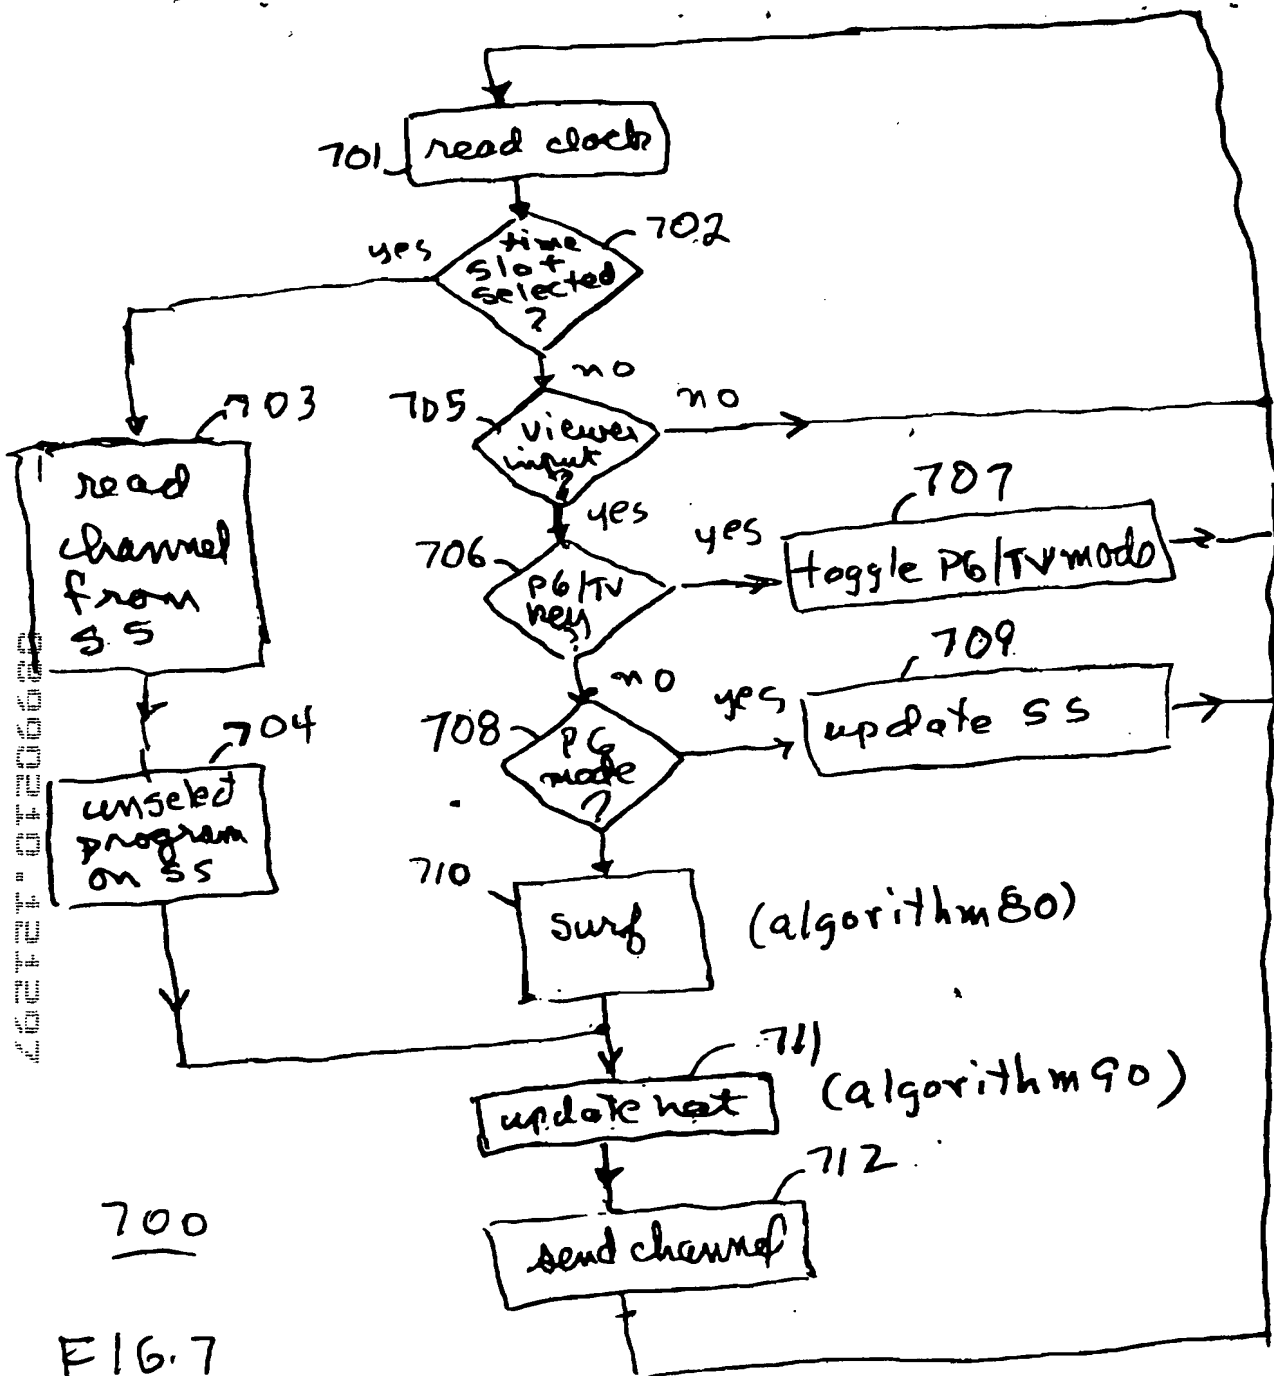 701
read clock
702
time
slot
selected
?
yes
no
703
read
channel
from
SS
705
viewer
input
?
no
yes
706
PG/TV
key
?
yes
707
toggle PG/TV mode
no
704
unselect
program
on SS
708
PG
mode
?
yes
709
update SS
710
surf
(algorithm 80)
711
update hot
(algorithm 90)
712
send channel
700
FIG. 7